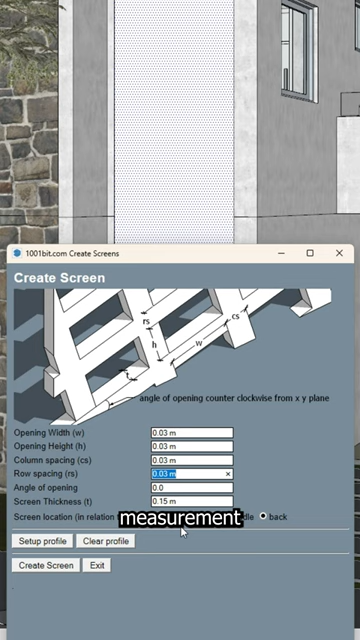 1001bit.com Create Screens
Create Screen
rs
cs
h
w
t
angle of opening counter clockwise from x y plane
Opening Width (w) 0.03 m
Opening Height (h) 0.03 m
Column spacing (cs) 0.03 m
Row spacing (rs) 0.03 m
Angle of opening 0.0
Screen Thickness (t) 0.15 m
Screen location (in relation back
measurement
Setup profile Clear profile
Create Screen Exit